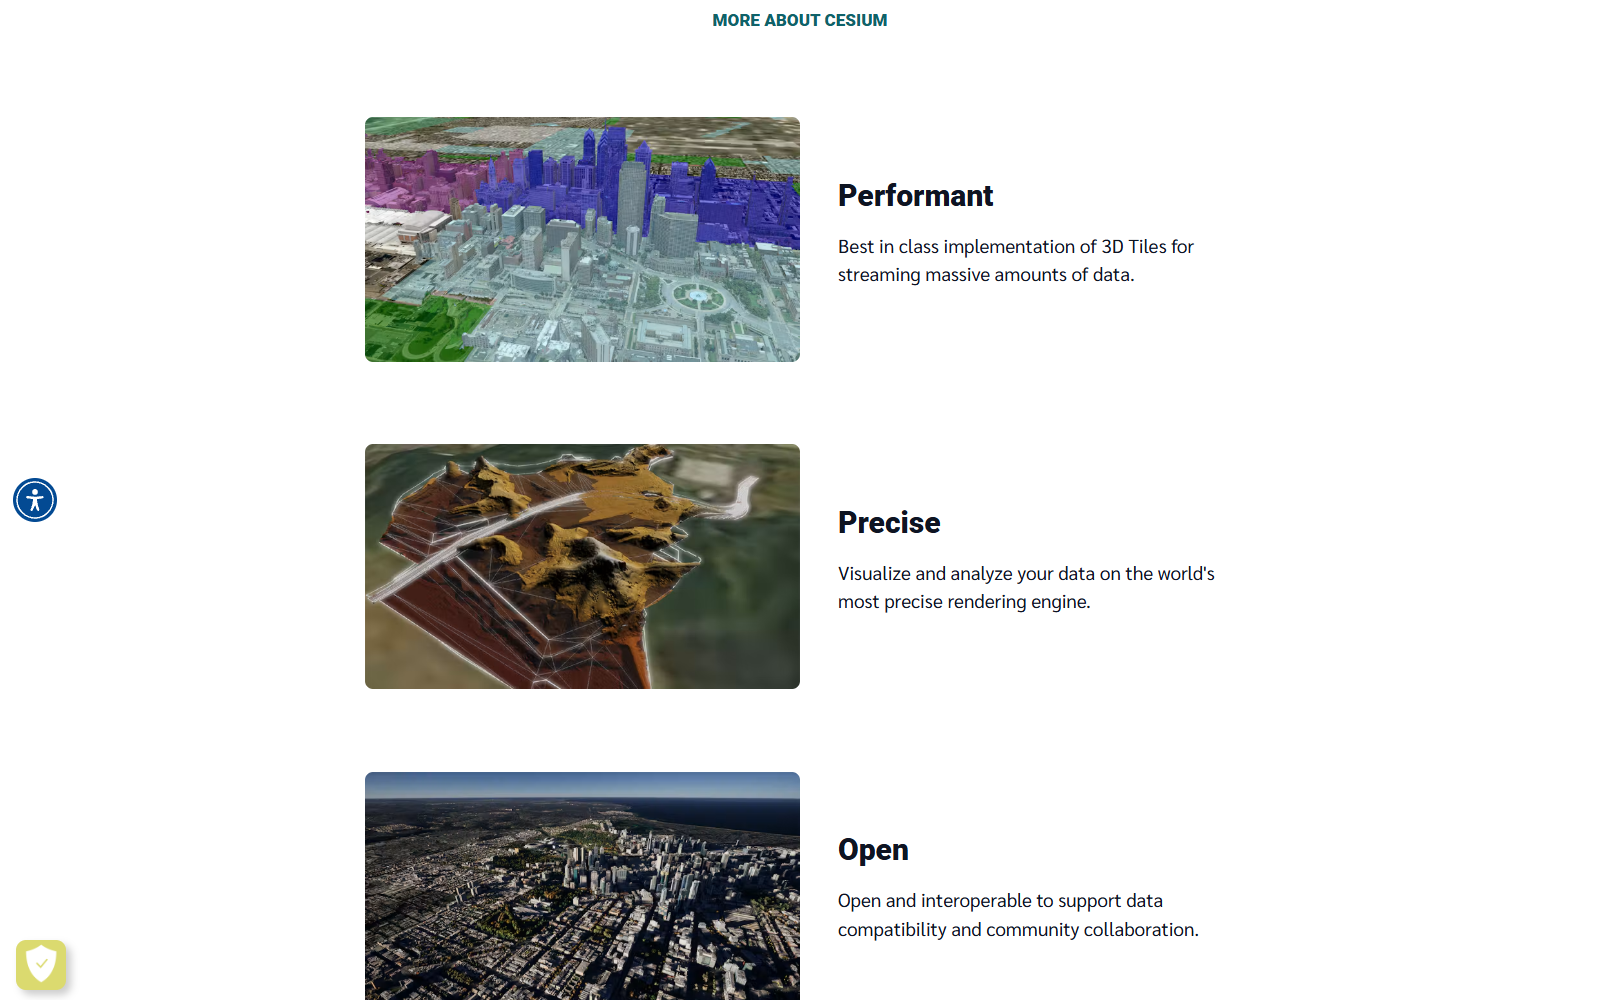 MORE ABOUT CESIUM
Performant
Best in class implementation of 3D Tiles for
streaming massive amounts of data.
Precise
Visualize and analyze your data on the world's
most precise rendering engine.
Open
Open and interoperable to support data
compatibility and community collaboration.